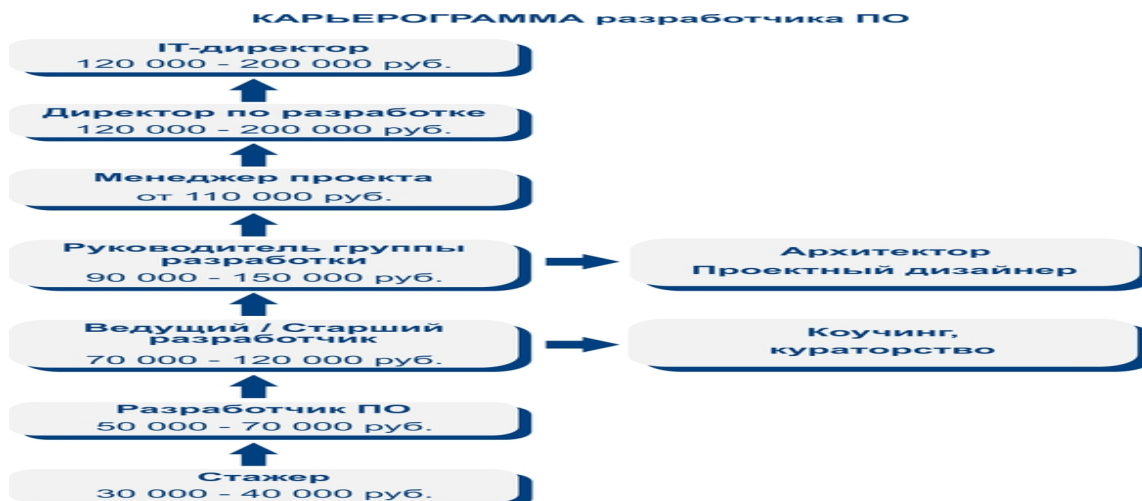 КАРЬЕРОГРАММА разработчика ПО
IT-директор
120 000 - 200 000 руб.
Директор по разработке
120 000 - 200 000 руб.
Менеджер проекта
от 110 000 руб.
Руководитель группы
разработки
90 000 - 150 000 руб.
Архитектор
Проектный дизайнер
Ведущий / Старший
разработчик
70 000 - 120 000 руб.
Коучинг,
кураторство
Разработчик ПО
50 000 - 70 000 руб.
Стажер
30 000 - 40 000 руб.